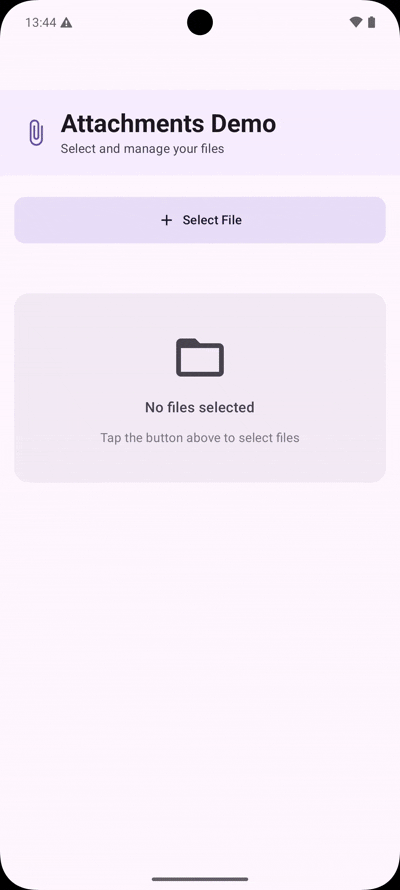 13:44
Attachments Demo
Select and manage your files
Select File
No files selected
Tap the button above to select files